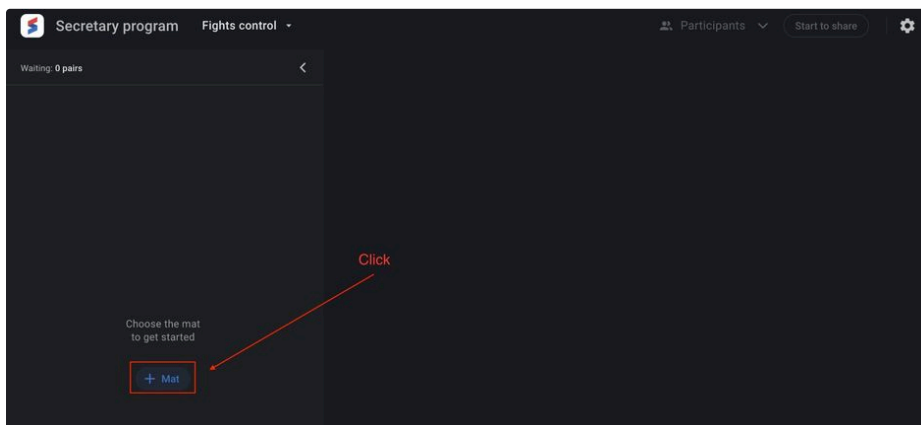 Secretary program Fights control
Participants Start to share
Waiting: 0 pairs
Click
Choose the mat
to get started
+ Mat